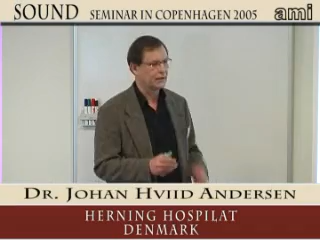 SOUND SEMINAR IN COPENHAGEN 2005 ami
DR. JOHAN HVIID ANDERSEN
HERNING HOSPILAT
DENMARK